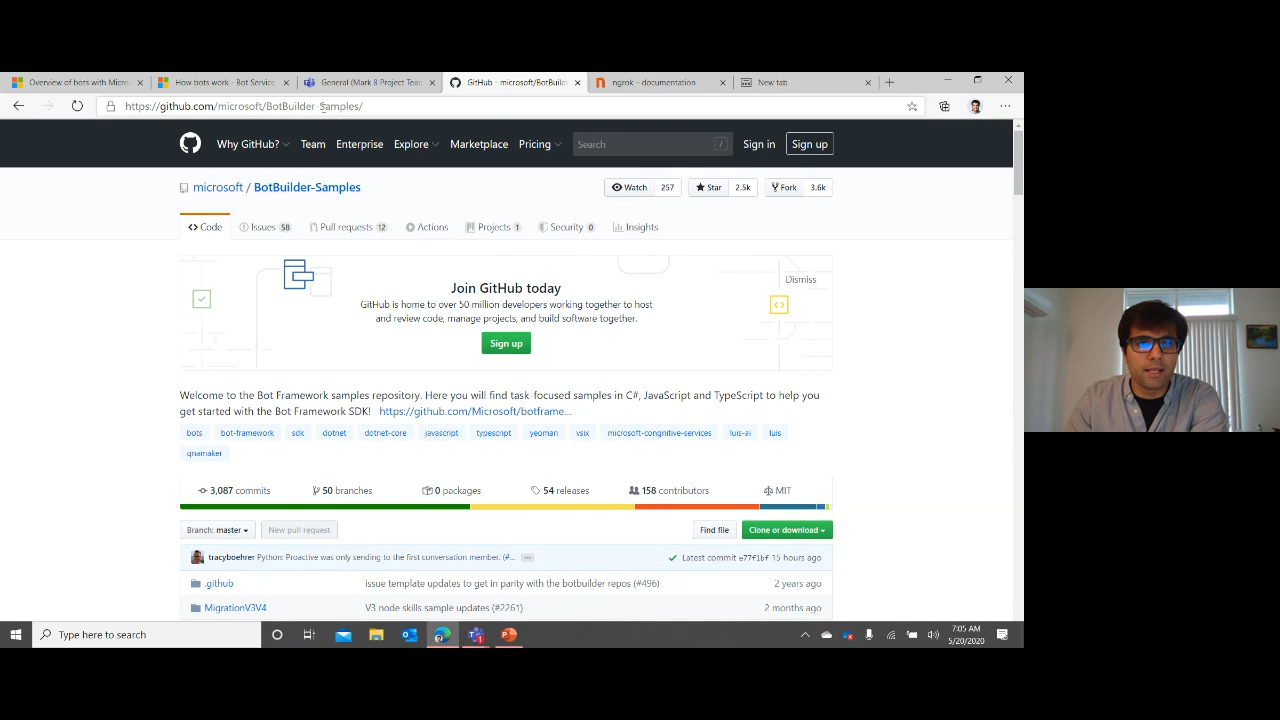 Overview of bots with Micro
How bots work - Bot Service
General (Mark 8 Project Team
GitHub - microsoft/BotBuilder
ngrok - documentation
New tab
https://github.com/microsoft/BotBuilder-Samples/
Why GitHub?
Team
Enterprise
Explore
Marketplace
Pricing
Search
/
Sign in
Sign up
microsoft / BotBuilder-Samples
Watch 257
Star 2.5k
Fork 3.6k
Code
Issues 58
Pull requests 12
Actions
Projects 1
Security 0
Insights
Join GitHub today
Dismiss
GitHub is home to over 50 million developers working together to host
and review code, manage projects, and build software together.
Sign up
Welcome to the Bot Framework samples repository. Here you will find task-focused samples in C#, JavaScript and TypeScript to help you
get started with the Bot Framework SDK! https://github.com/Microsoft/botframe...
bots bot-framework sdk dotnet dotnet-core javascript typescript yeoman vsix microsoft-congnitive-services luis-ai luis
qnamaker
3,087 commits
50 branches
0 packages
54 releases
158 contributors
MIT
Branch: master
New pull request
Find file
Clone or download
tracyboehrer Python: Proactive was only sending to the first conversation member. (#... ...
Latest commit e77f1bf 15 hours ago
.github
issue template updates to get in parity with the botbuilder repos (#496)
2 years ago
MigrationV3V4
V3 node skills sample updates (#2261)
2 months ago
Type here to search
7:05 AM
5/20/2020